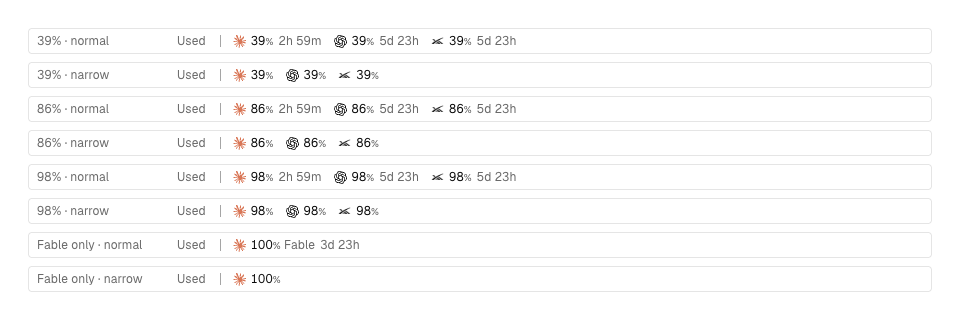 39% · normal Used | 39% 2h 59m 39% 5d 23h 39% 5d 23h
39% · narrow Used | 39% 39% 39%
86% · normal Used | 86% 2h 59m 86% 5d 23h 86% 5d 23h
86% · narrow Used | 86% 86% 86%
98% · normal Used | 98% 2h 59m 98% 5d 23h 98% 5d 23h
98% · narrow Used | 98% 98% 98%
Fable only · normal Used | 100% Fable 3d 23h
Fable only · narrow Used | 100%